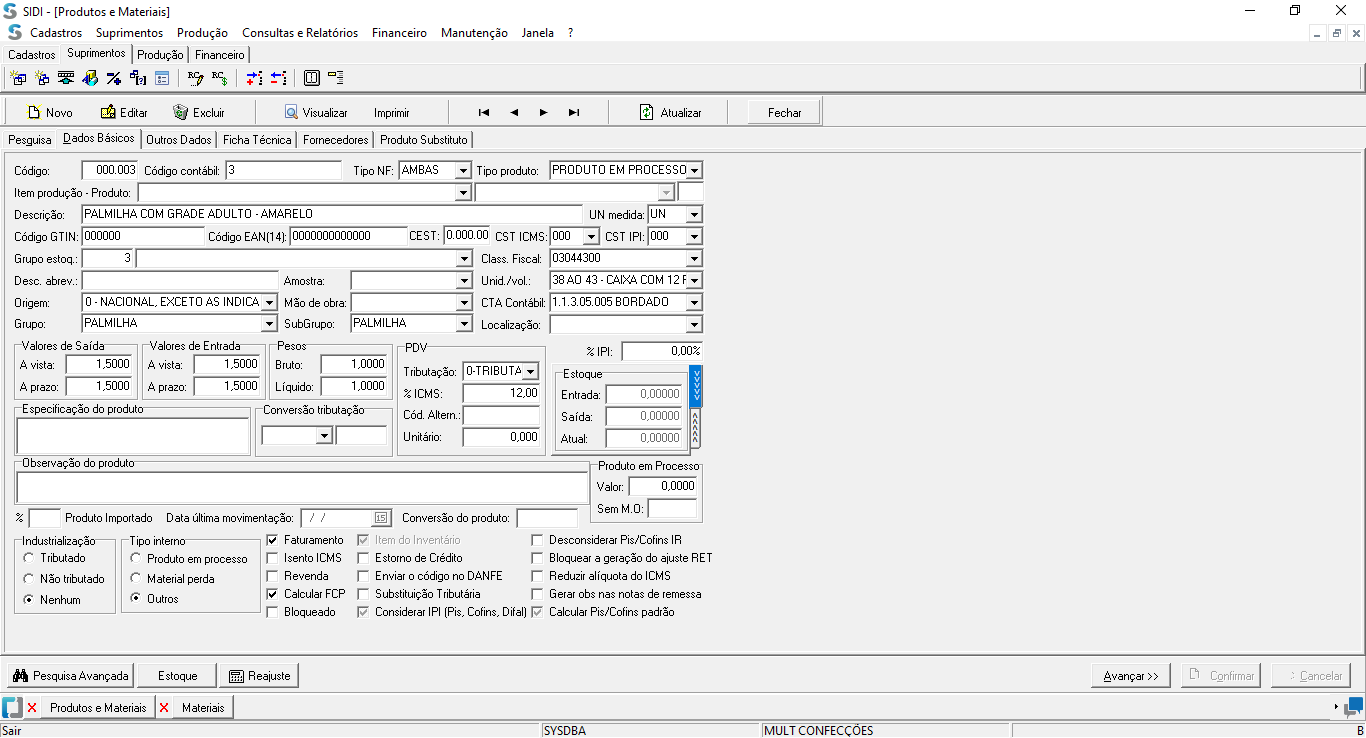 SIDI - [Produtos e Materiais]
Cadastros Suprimentos Produção Consultas e Relatórios Financeiro Manutenção Janela ?
Cadastros Suprimentos Produção Financeiro
Novo Editar Excluir Visualizar Imprimir Atualizar Fechar
Pesquisa Dados Básicos Outros Dados Ficha Técnica Fornecedores Produto Substituto
Código: 000.003 Código contábil: 3 Tipo NF: AMBAS Tipo produto: PRODUTO EM PROCESSO
Item produção - Produto:
Descrição: PALMILHA COM GRADE ADULTO - AMARELO UN medida: UN
Código GTIN: 000000 Código EAN(14): 0000000000000 CEST: 0.000.00 CST ICMS: 000 CST IPI: 000
Grupo estoq.: 3 Class. Fiscal: 03044300
Desc. abrev.: Amostra: Unid./vol.: 38 AO 43 - CAIXA COM 12 F
Origem: 0 - NACIONAL, EXCETO AS INDICA Mão de obra: CTA Contábil: 1.1.3.05.005 BORDADO
Grupo: PALMILHA SubGrupo: PALMILHA Localização:
Valores de Saída Valores de Entrada Pesos PDV % IPI: 0,00%
A vista: 1,5000 A vista: 1,5000 Bruto: 1,0000 Tributação: 0-TRIBUTA Estoque
A prazo: 1,5000 A prazo: 1,5000 Líquido: 1,0000 % ICMS: 12,00 Entrada: 0,00000
Especificação do produto Conversão tributação Cód. Altern.: Saída: 0,00000
Unitário: 0,000 Atual: 0,00000
Observação do produto Produto em Processo
Valor: 0,0000
Sem M.O:
% Produto Importado Data última movimentação: / / 15 Conversão do produto:
Industrialização Tipo interno Faturamento Item do Inventário Desconsiderar Pis/Cofins IR
Tributado Produto em processo Isento ICMS Estorno de Crédito Bloquear a geração do ajuste RET
Não tributado Material perda Revenda Enviar o código no DANFE Reduzir alíquota do ICMS
Nenhum Outros Calcular FCP Substituição Tributária Gerar obs nas notas de remessa
Bloqueado Considerar IPI (Pis, Cofins, Difal) Calcular Pis/Cofins padrão
Pesquisa Avançada Estoque Reajuste Avançar >> Confirmar Cancelar
Produtos e Materiais Materiais
Sair SYSDBA MULT CONFECÇÕES B